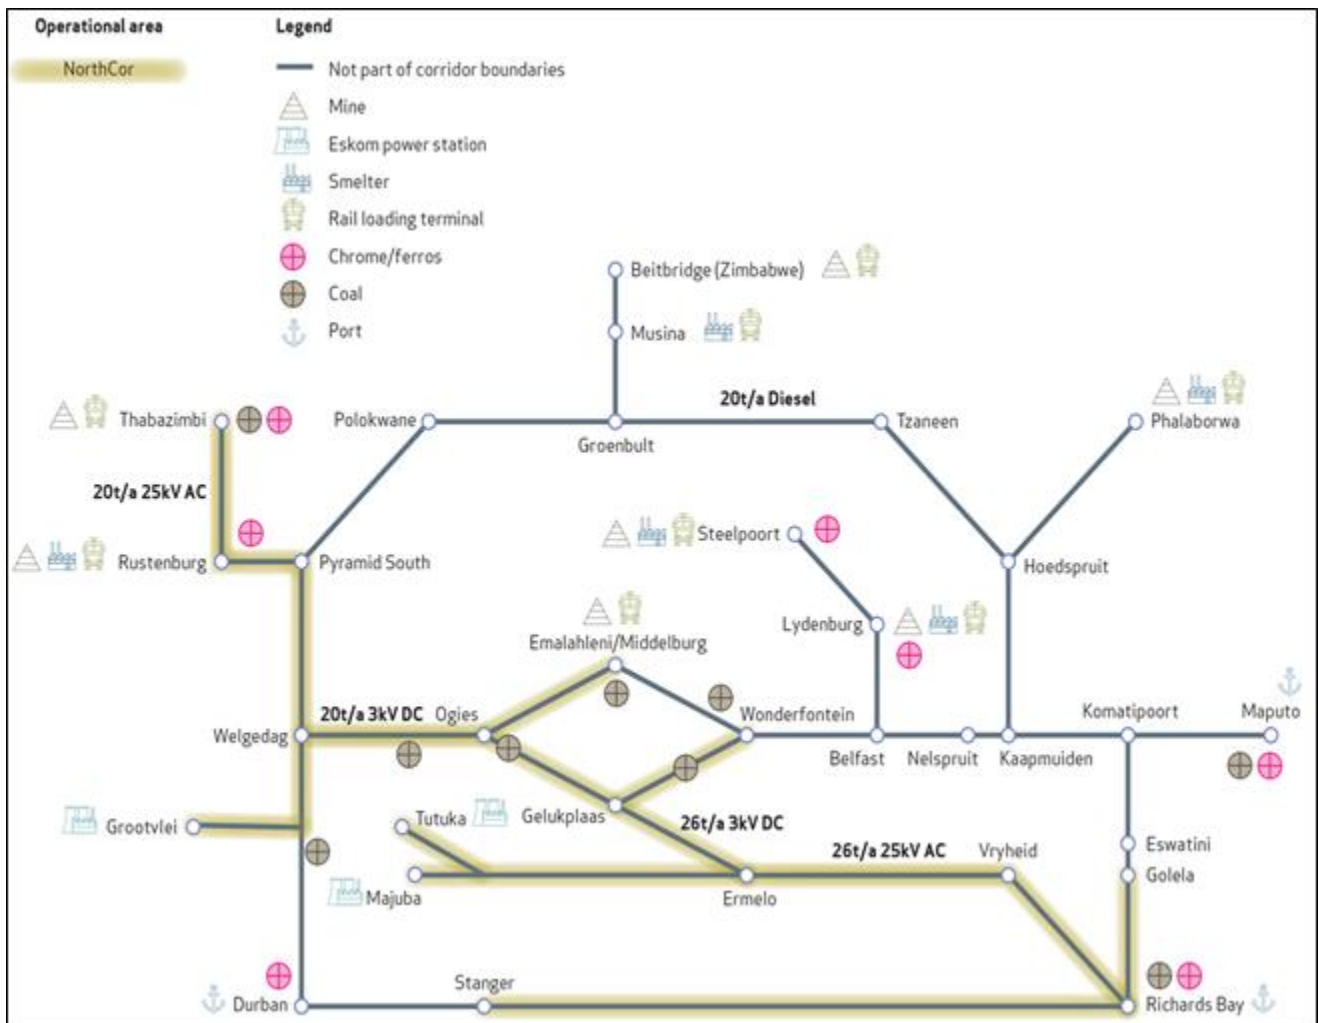 Operational area
Legend
NorthCor
Not part of corridor boundaries
Mine
Eskom power station
Smelter
Rail loading terminal
Chrome/ferros
Coal
Port
Beitbridge (Zimbabwe)
Musina
20t/a Diesel
Thabazimbi
Polokwane
Groenbult
Tzaneen
Phalaborwa
20t/a 25kV AC
Steelpoort
Rustenburg
Pyramid South
Hoedspruit
Lydenburg
Emalahleni/Middelburg
20t/a 3kV DC
Ogies
Wonderfontein
Komatipoort
Maputo
Welgedag
Belfast
Nelspruit
Kaapmuiden
Grootvlei
Tutuka
Gelukplaas
26t/a 3kV DC
26t/a 25kV AC
Vryheid
Eswatini
Golela
Majuba
Ermelo
Stanger
Durban
Richards Bay